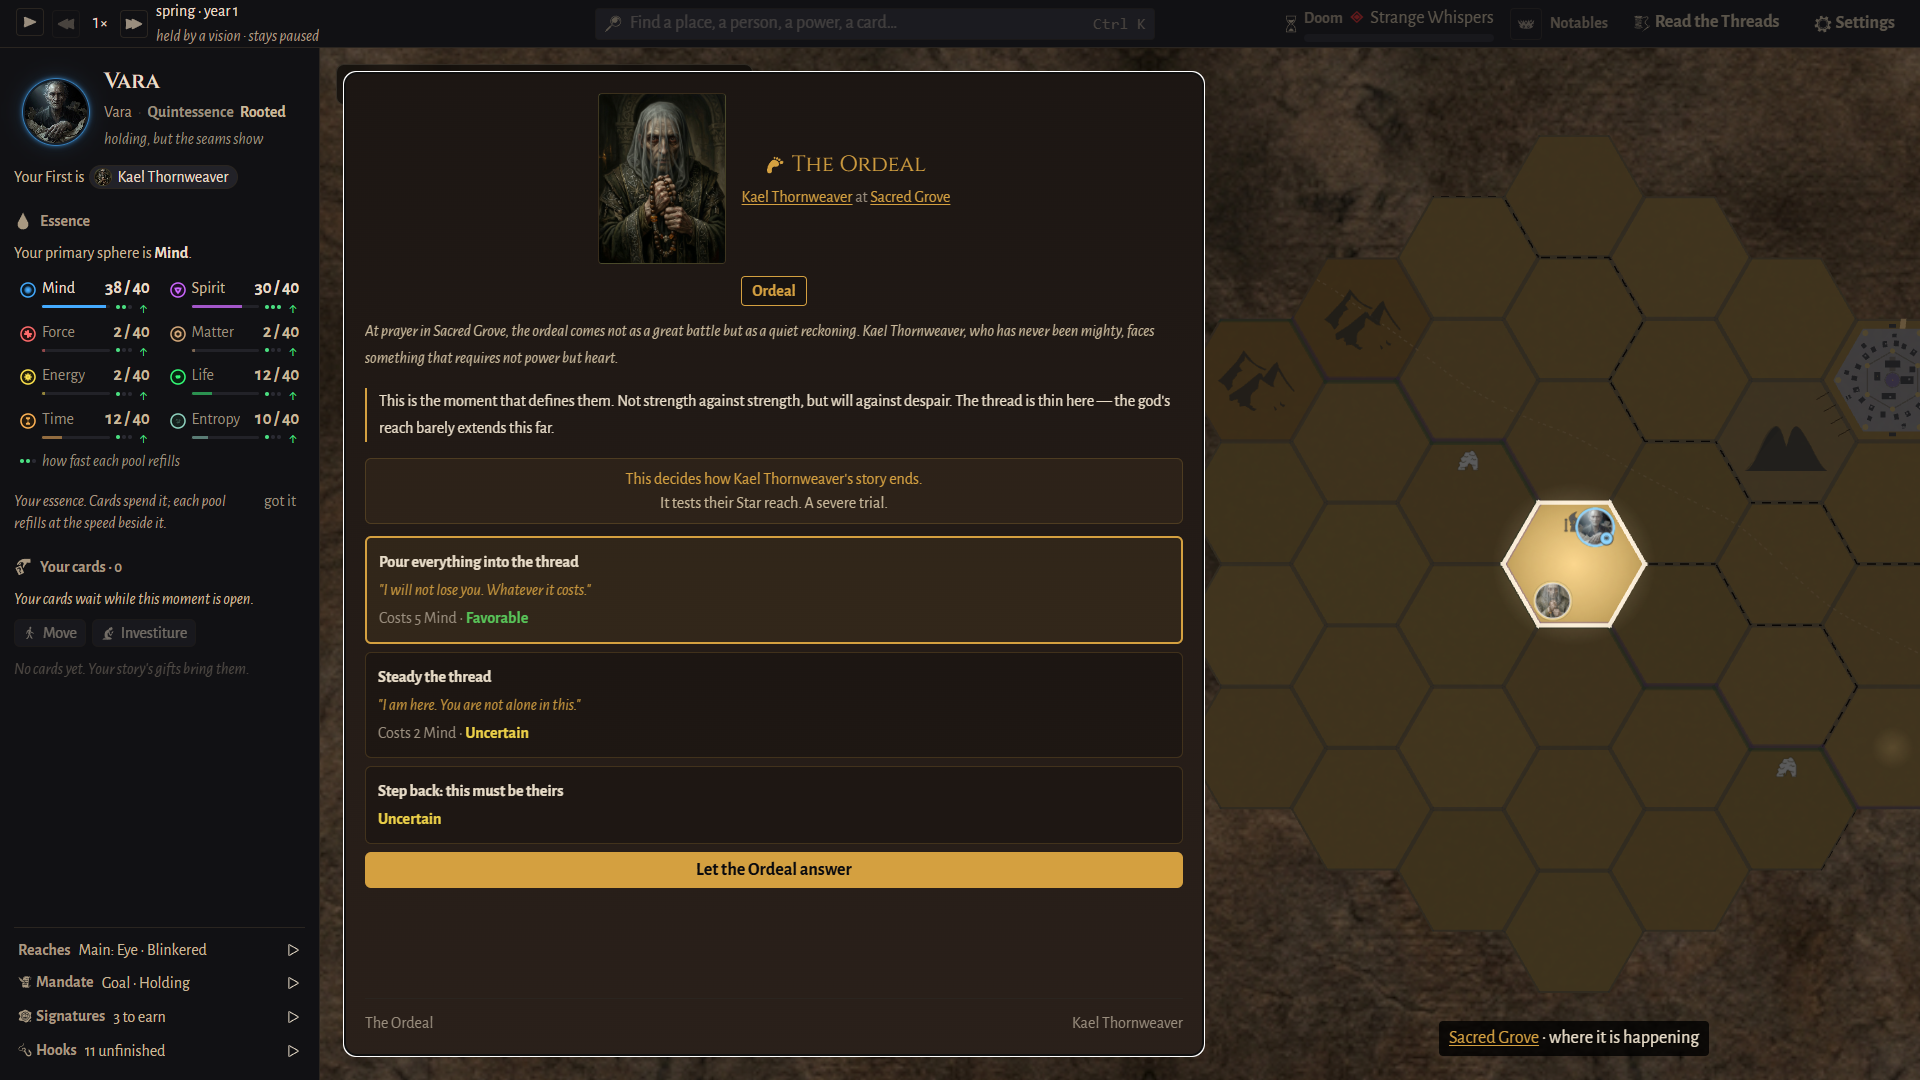 spring · year 1
1×
held by a vision · stays paused
Find a place, a person, a power, a card...
Ctrl K
Doom
Strange Whispers
Notables
Read the Threads
Settings
VARA
Vara · Quintessence Rooted
holding, but the seams show
Your First is Kael Thornweaver
Essence
Your primary sphere is Mind.
Mind 38 / 40
Spirit 30 / 40
Force 2 / 40
Matter 2 / 40
Energy 2 / 40
Life 12 / 40
Time 12 / 40
Entropy 10 / 40
how fast each pool refills
Your essence. Cards spend it; each pool refills at the speed beside it.
got it
Your cards · 0
Your cards wait while this moment is open.
Move
Investiture
No cards yet. Your story's gifts bring them.
Reaches Main: Eye · Blinkered
Mandate Goal · Holding
Signatures 3 to earn
Hooks 11 unfinished
THE ORDEAL
Kael Thornweaver at Sacred Grove
Ordeal
At prayer in Sacred Grove, the ordeal comes not as a great battle but as a quiet reckoning. Kael Thornweaver, who has never been mighty, faces
something that requires not power but heart.
This is the moment that defines them. Not strength against strength, but will against despair. The thread is thin here — the god's
reach barely extends this far.
This decides how Kael Thornweaver's story ends.
It tests their Star reach. A severe trial.
Pour everything into the thread
"I will not lose you. Whatever it costs."
Costs 5 Mind · Favorable
Steady the thread
"I am here. You are not alone in this."
Costs 2 Mind · Uncertain
Step back: this must be theirs
Uncertain
Let the Ordeal answer
The Ordeal
Kael Thornweaver
Sacred Grove · where it is happening